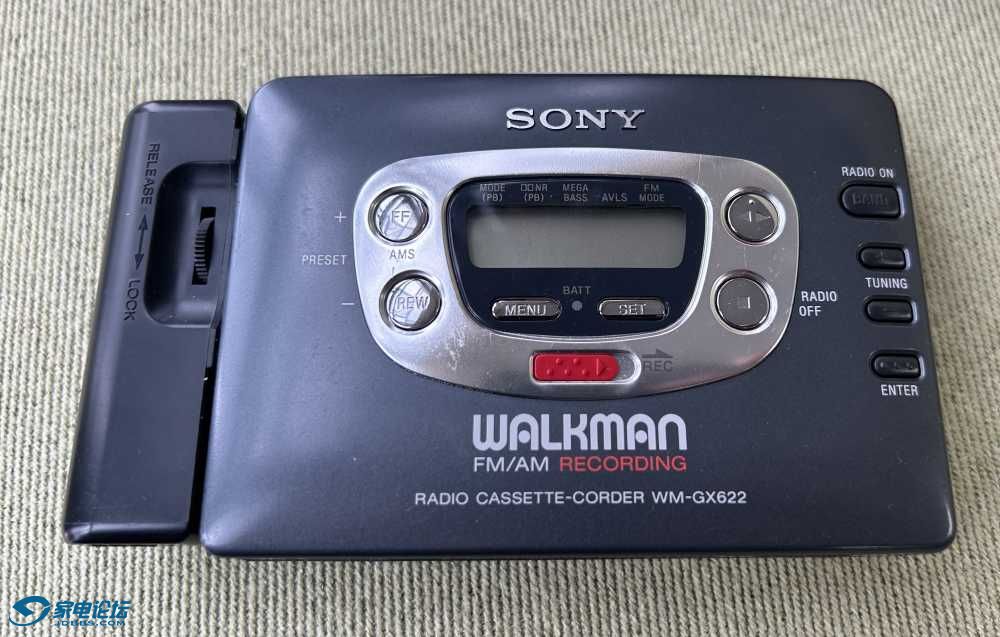 SONY
RELEASE
LOCK
MODE (PB)
NR (PB)
MEGA BASS
AVLS
FM MODE
RADIO ON
BAND
+
FF
AMS
PRESET
−
REW
BATT
MENU
SET
TUNING
+
−
RADIO OFF
REC
ENTER
WALKMAN
FM/AM RECORDING
RADIO CASSETTE-CORDER WM-GX622
家电论坛
JDBBS.COM